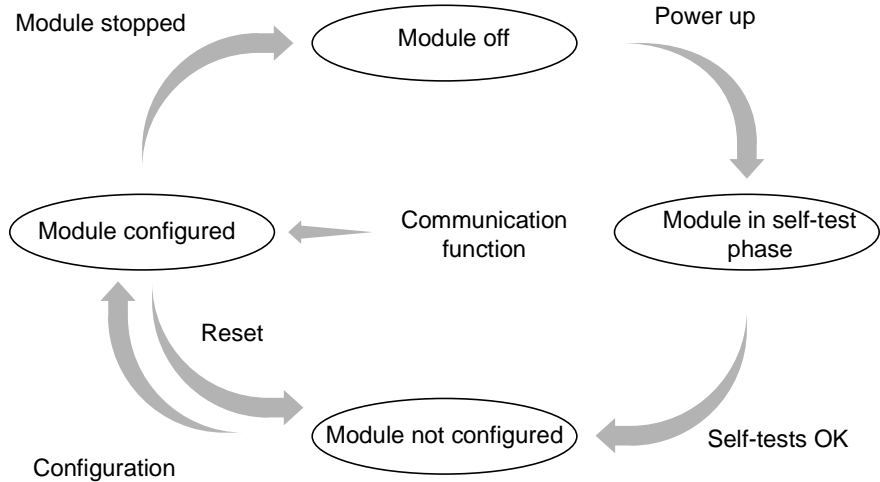 Module stopped
Module off
Power up
Module configured
Communication
function
Module in self-test
phase
Reset
Module not configured
Self-tests OK
Configuration